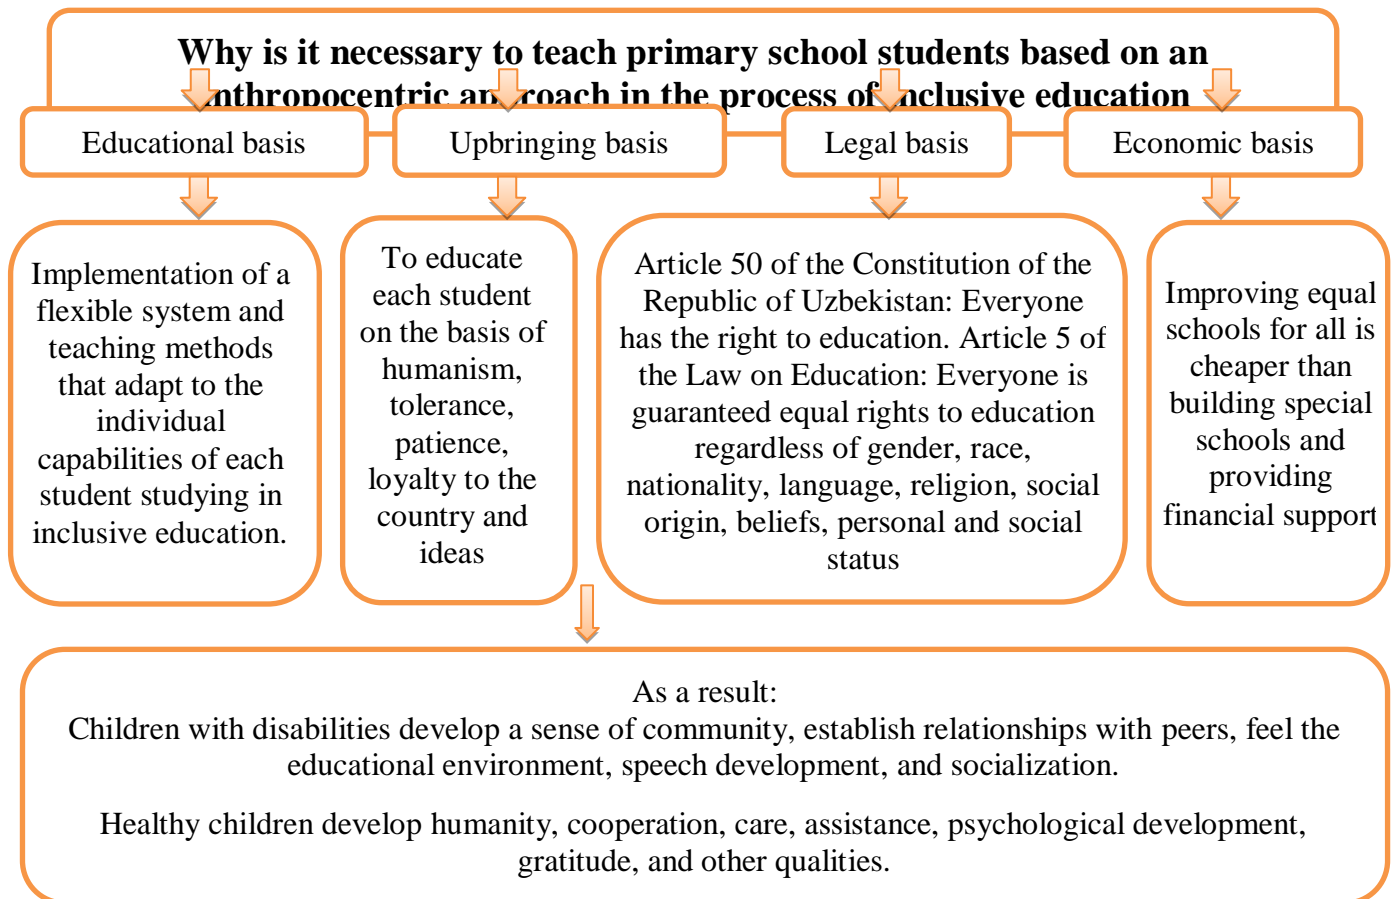 Why is it necessary to teach primary school students based on an
anthropocentric approach in the process of inclusive education
Educational basis
Upbringing basis
Legal basis
Economic basis
Implementation of a
flexible system and
teaching methods
that adapt to the
individual
capabilities of each
student studying in
inclusive education.
To educate
each student
on the basis of
humanism,
tolerance,
patience,
loyalty to the
country and
ideas
Article 50 of the Constitution of the
Republic of Uzbekistan: Everyone
has the right to education. Article 5 of
the Law on Education: Everyone is
guaranteed equal rights to education
regardless of gender, race,
nationality, language, religion, social
origin, beliefs, personal and social
status
Improving equal
schools for all is
cheaper than
building special
schools and
providing
financial support
As a result:
Children with disabilities develop a sense of community, establish relationships with peers, feel the
educational environment, speech development, and socialization.
Healthy children develop humanity, cooperation, care, assistance, psychological development,
gratitude, and other qualities.